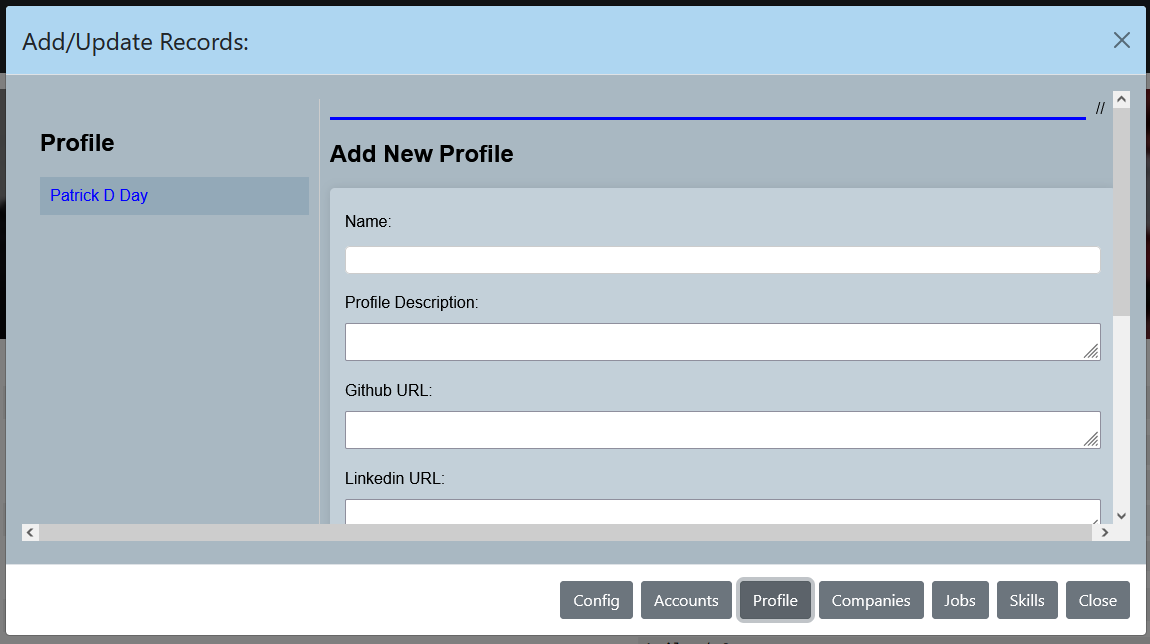 Add/Update Records:
Profile
Patrick D Day
//
Add New Profile
Name:
Profile Description:
Github URL:
Linkedin URL:
Config
Accounts
Profile
Companies
Jobs
Skills
Close